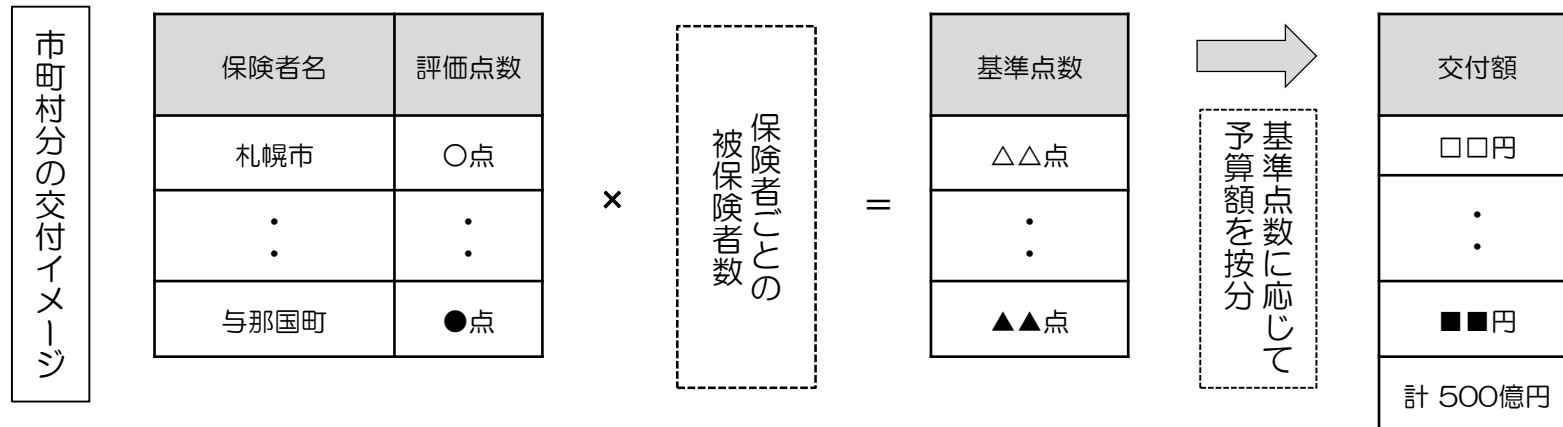 市町村分の交付イメージ
保険者名 評価点数
札幌市 〇点
・ ・
・ ・
与那国町 ●点
×
保険者ごとの
被保険者数
＝
基準点数
△△点
・
・
▲▲点
基準点数に応じて
予算額を按分
交付額
□□円
・
・
■■円
計 500億円